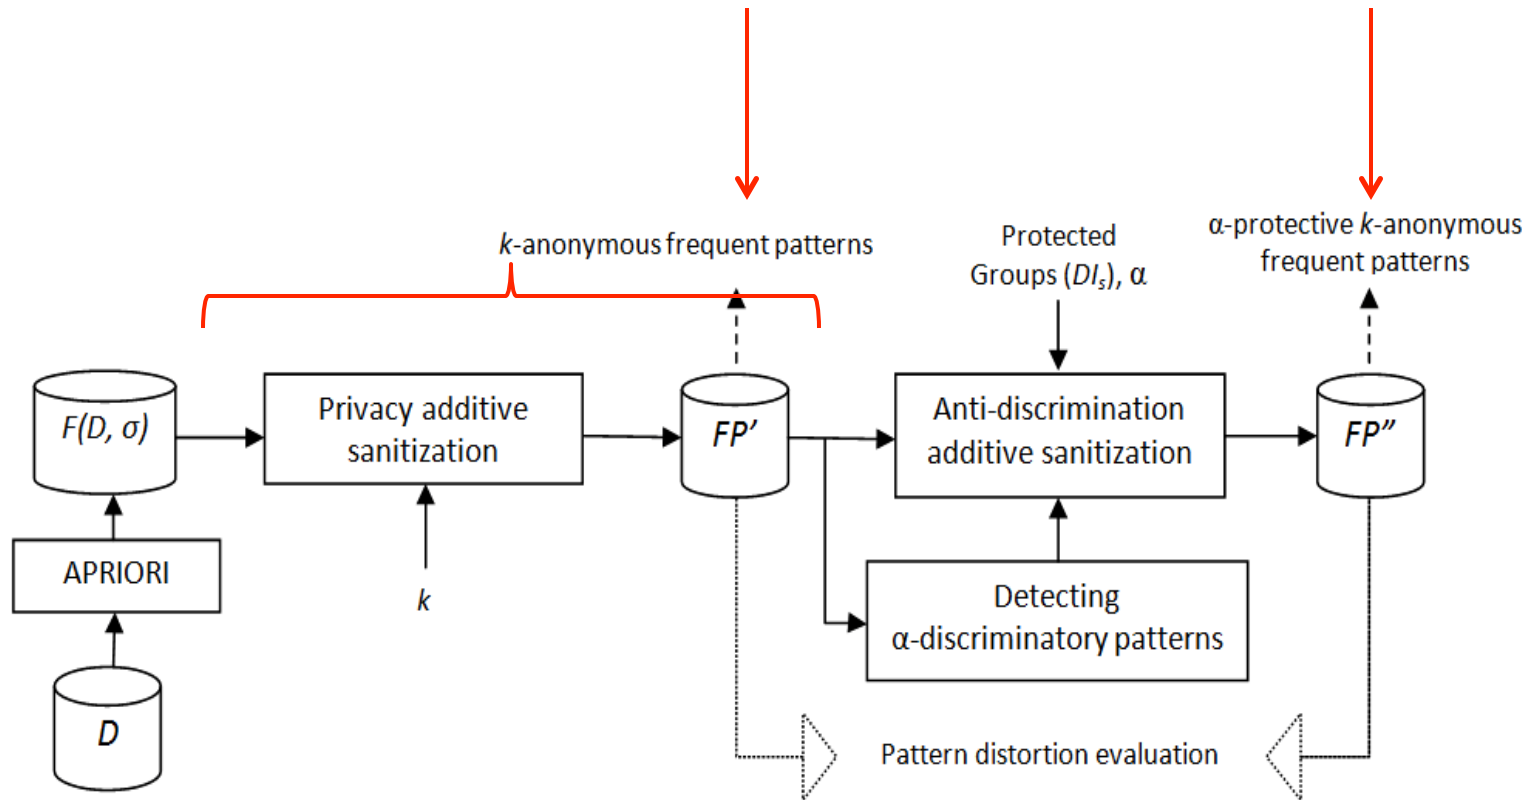 k-anonymous frequent patterns
Protected
Groups (DIs), α
α-protective k-anonymous
frequent patterns
F(D, σ)
Privacy additive
sanitization
FP’
Anti-discrimination
additive sanitization
FP”
APRIORI
k
Detecting
α-discriminatory patterns
D
Pattern distortion evaluation